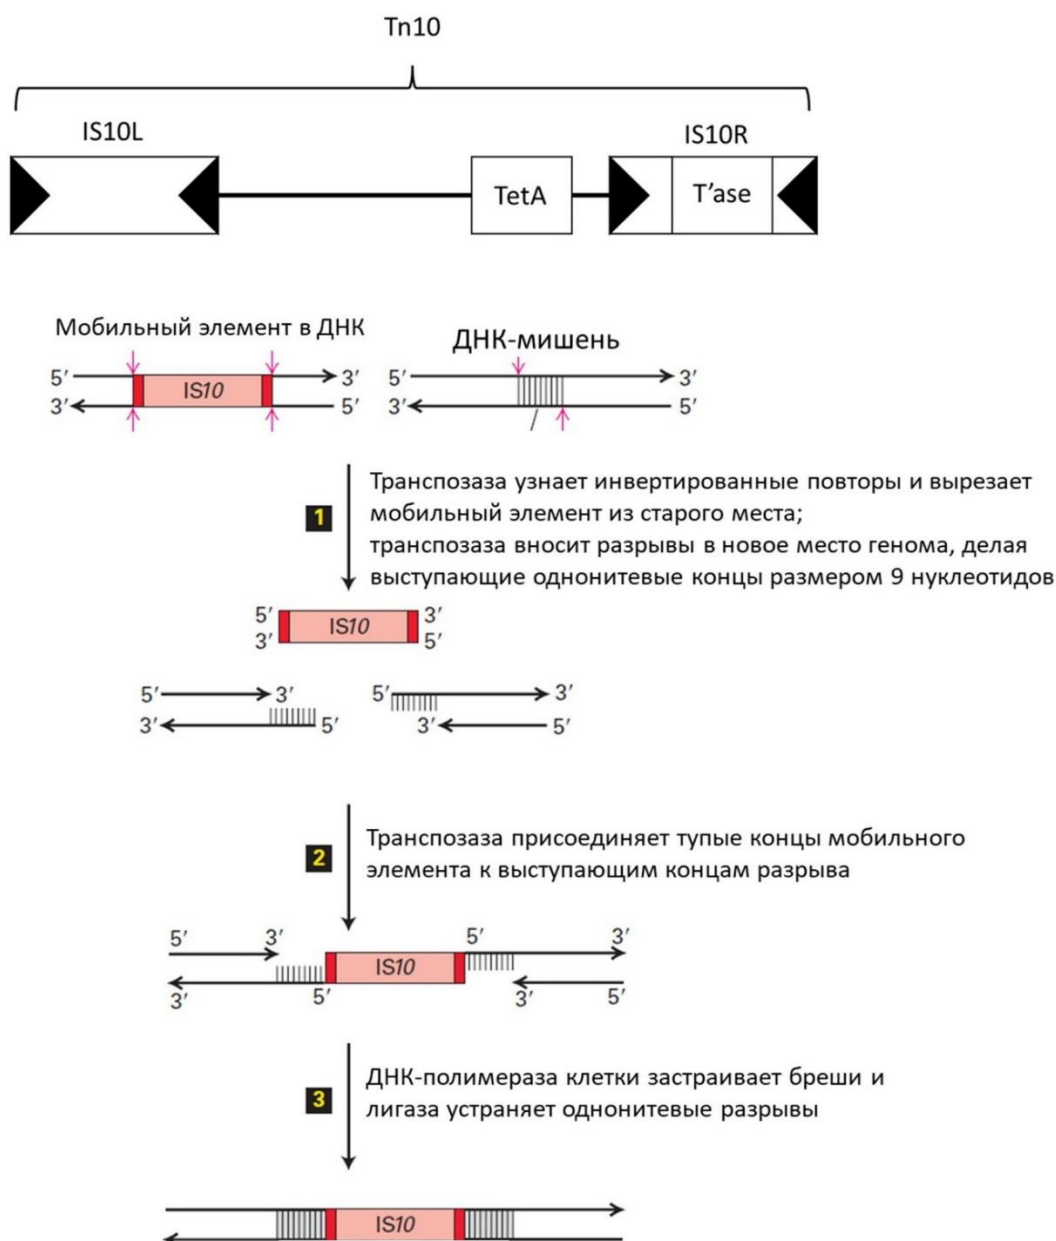 Tn10
IS10L
IS10R
TetA
T'ase
Мобильный элемент в ДНК
ДНК-мишень
5′ 3′ 5′ 3′
IS10
3′ 5′ 3′ 5′
1
Транспозаза узнает инвертированные повторы и вырезает
мобильный элемент из старого места;
транспозаза вносит разрывы в новое место генома, делая
выступающие однонитевые концы размером 9 нуклеотидов
5′ 3′
IS10
3′ 5′
5′ 3′ 5′ 3′
3′ 5′ 3′ 5′
2
Транспозаза присоединяет тупые концы мобильного
элемента к выступающим концам разрыва
5′ 3′ 5′ 3′
IS10
3′ 5′ 3′ 5′
3
ДНК-полимераза клетки застраивает бреши и
лигаза устраняет однонитевые разрывы
IS10